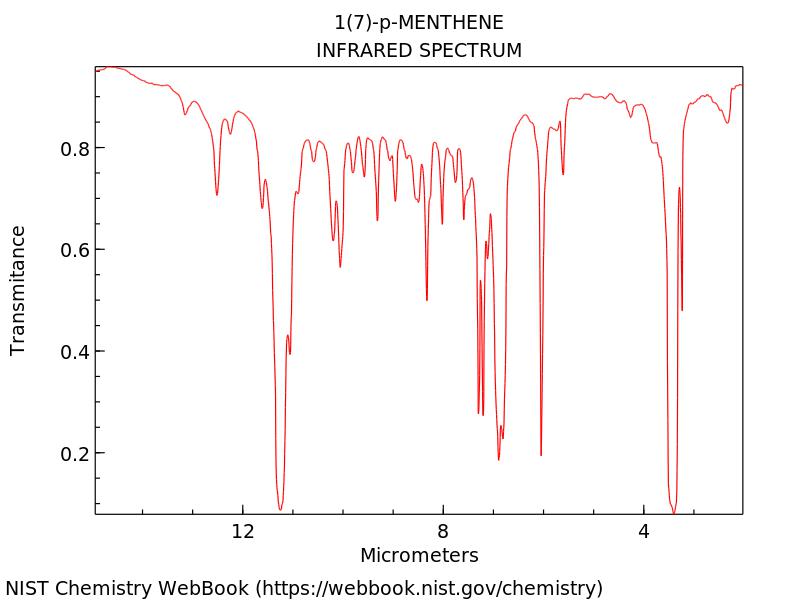 1(7)-p-MENTHENE
INFRARED SPECTRUM
0.8
0.6
0.4
0.2
Transmitance
12 8 4
Micrometers
NIST Chemistry WebBook (https://webbook.nist.gov/chemistry)